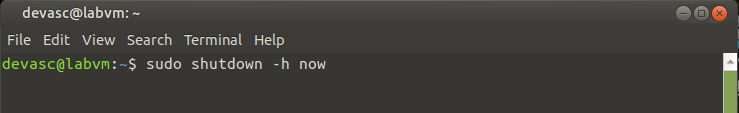 devasc@labvm: ~
File Edit View Search Terminal Help
devasc@labvm:~$ sudo shutdown -h now